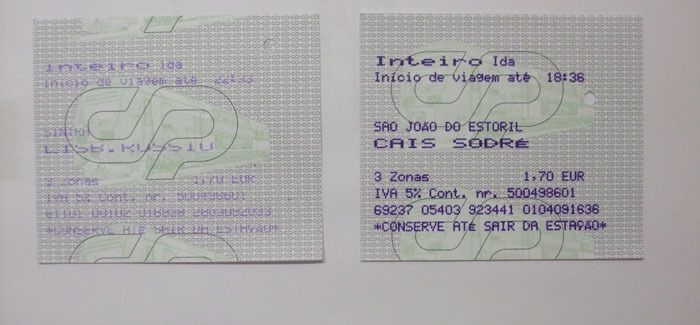 Inteiro Ida
Início de viagem até 22:33
SINTRA
LISB.ROSSIO
3 Zonas 1,70 EUR
IVA 5% Cont. nr. 500498601
*CONSERVE ATÉ SAIR DA ESTAÇÃO*
Inteiro Ida
Início de viagem até 18:36
SAO JOAO DO ESTORIL
CAIS SODRÉ
3 Zonas 1,70 EUR
IVA 5% Cont. nr. 500498601
69237 05403 923441 0104091636
*CONSERVE ATÉ SAIR DA ESTAÇÃO*